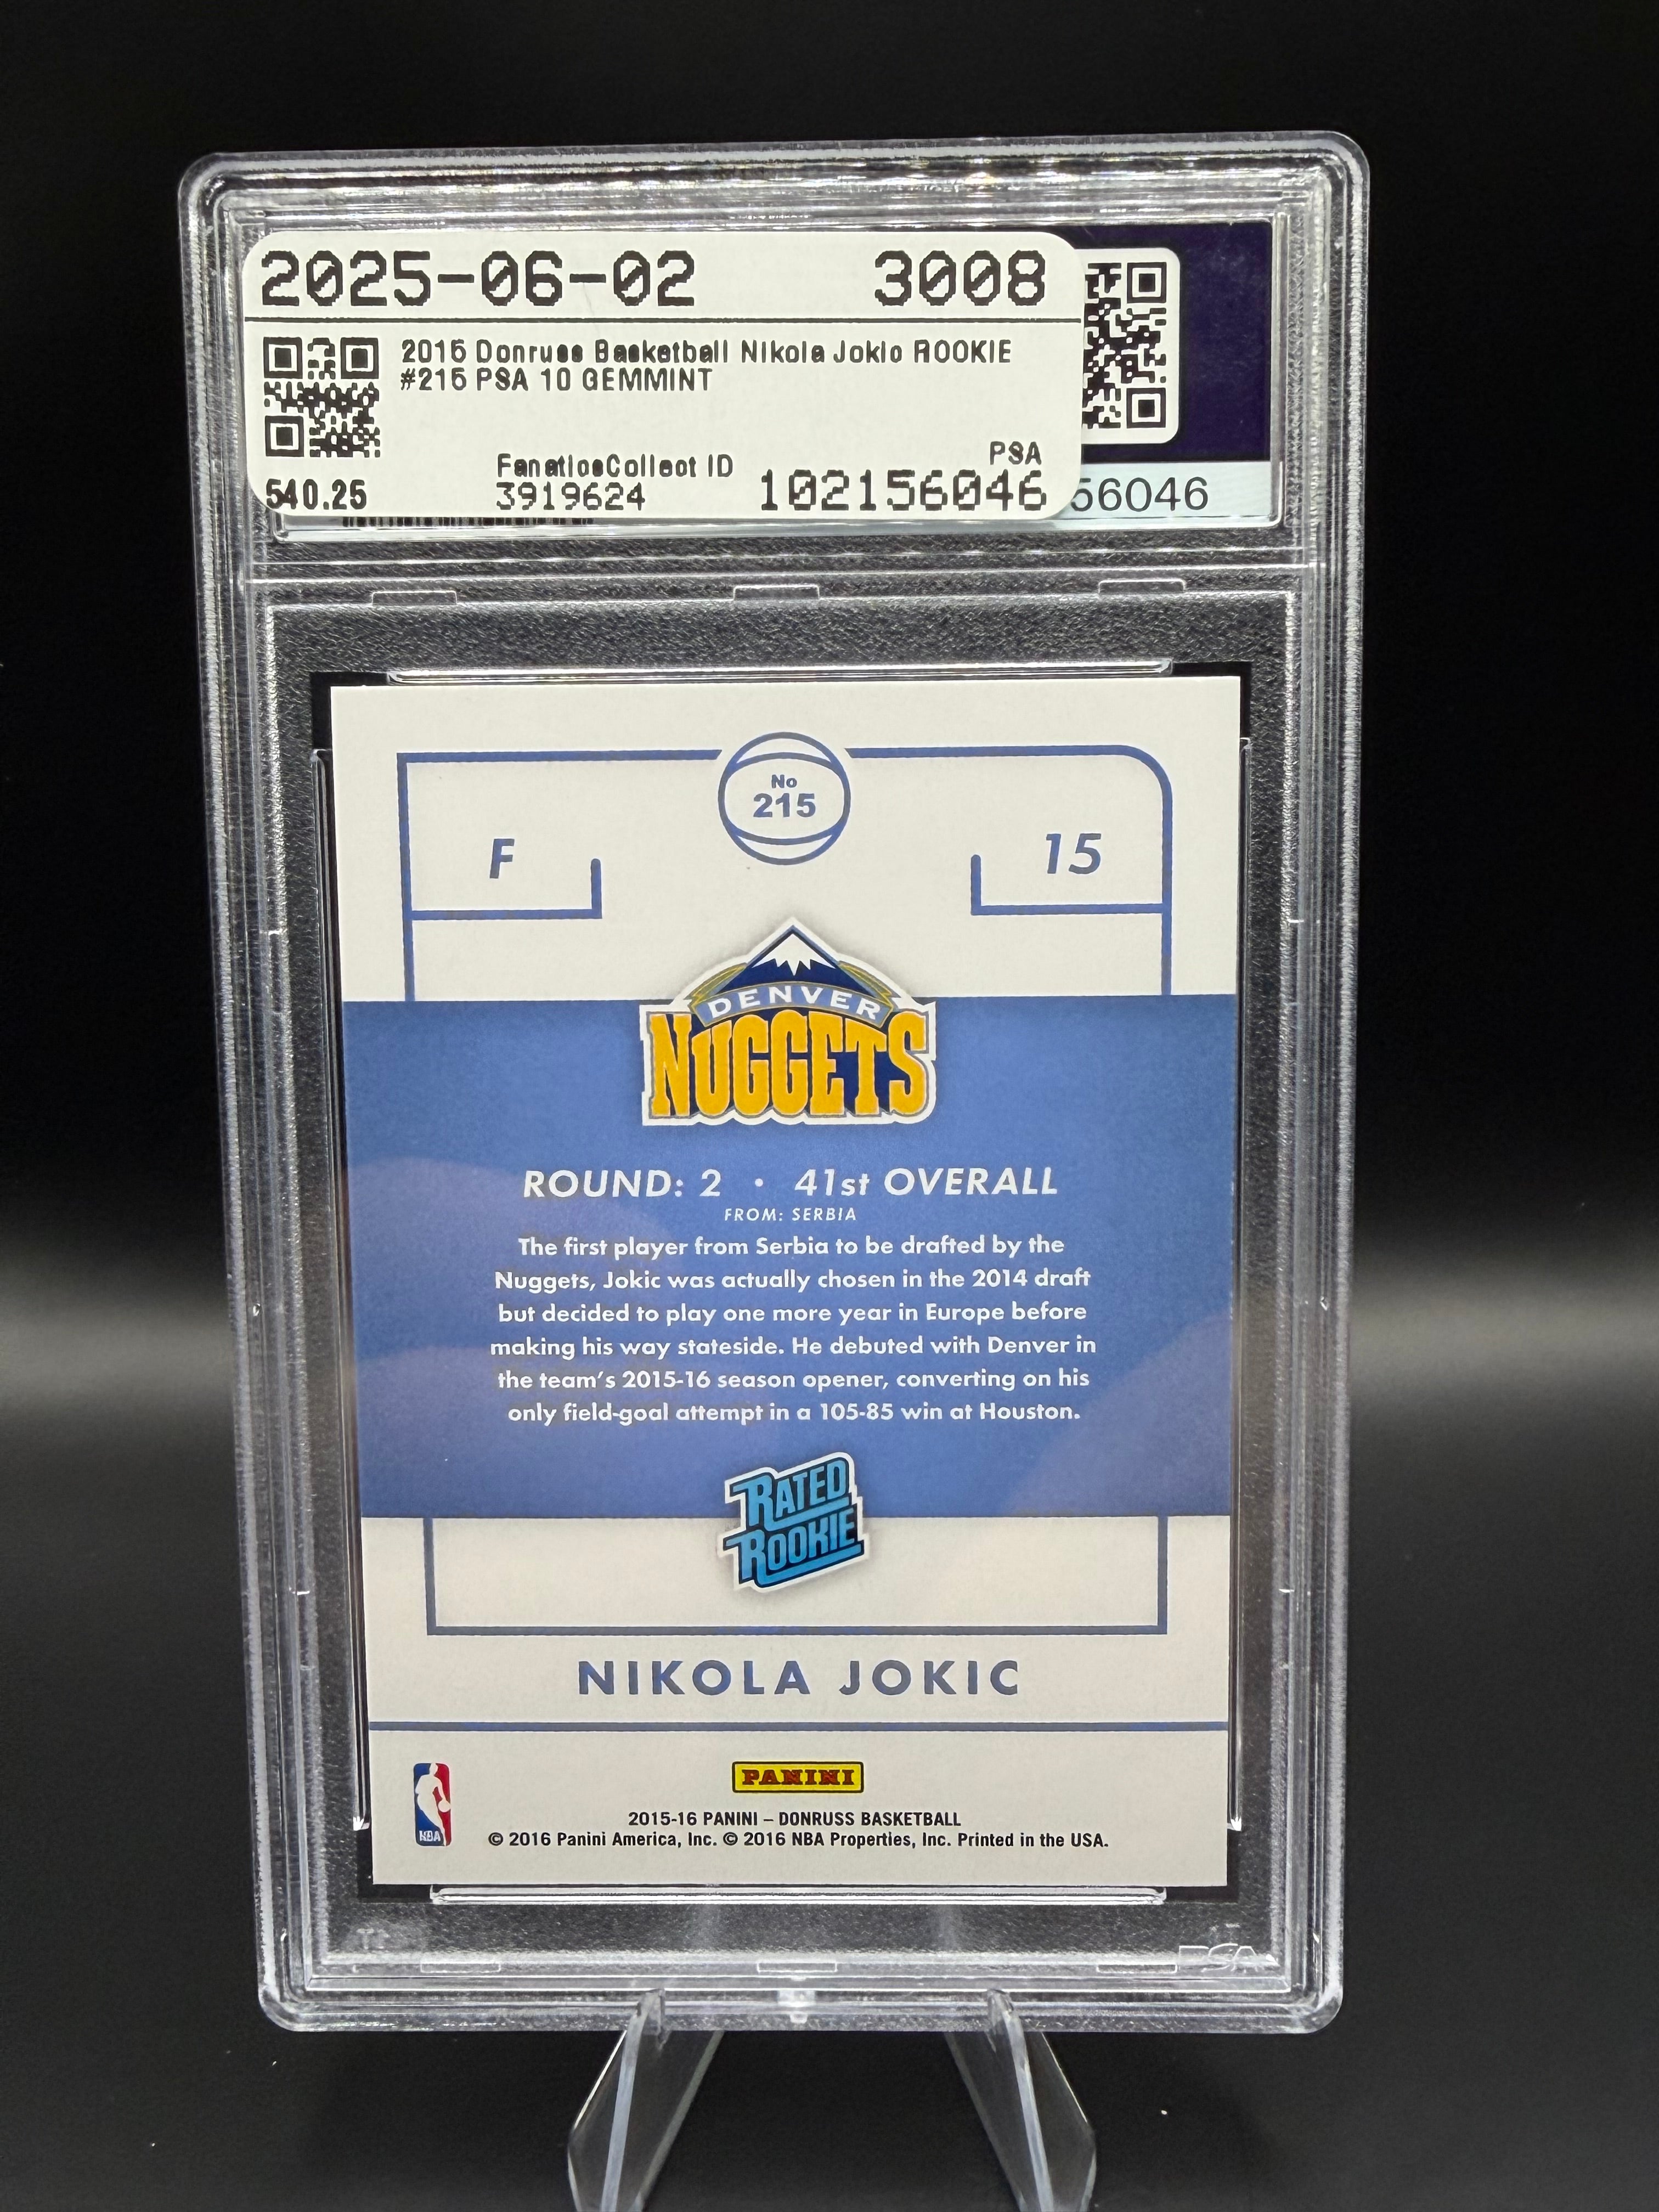 2025-06-02 3008
2015 Donruss Basketball Nikola Jokic ROOKIE
#215 PSA 10 GEMMINT
PSA
FanaticsCollect ID
540.25 3919624 102156046 56046
No
215
F 15
DENVER
NUGGETS
ROUND: 2 • 41st OVERALL
FROM: SERBIA
The first player from Serbia to be drafted by the
Nuggets, Jokic was actually chosen in the 2014 draft
but decided to play one more year in Europe before
making his way stateside. He debuted with Denver in
the team's 2015-16 season opener, converting on his
only field-goal attempt in a 105-85 win at Houston.
RATED
ROOKIE
NIKOLA JOKIC
NBA
PANINI
2015-16 PANINI – DONRUSS BASKETBALL
© 2016 Panini America, Inc. © 2016 NBA Properties, Inc. Printed in the USA.
PSA